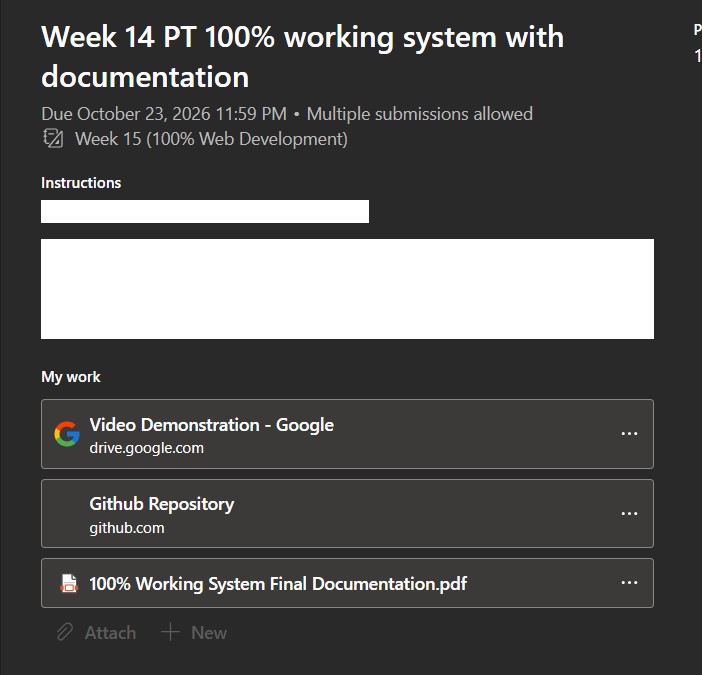 Week 14 PT 100% working system with
documentation
Due October 23, 2026 11:59 PM • Multiple submissions allowed
Week 15 (100% Web Development)
Instructions
My work
Video Demonstration - Google
drive.google.com
Github Repository
github.com
100% Working System Final Documentation.pdf
Attach
New
P
1